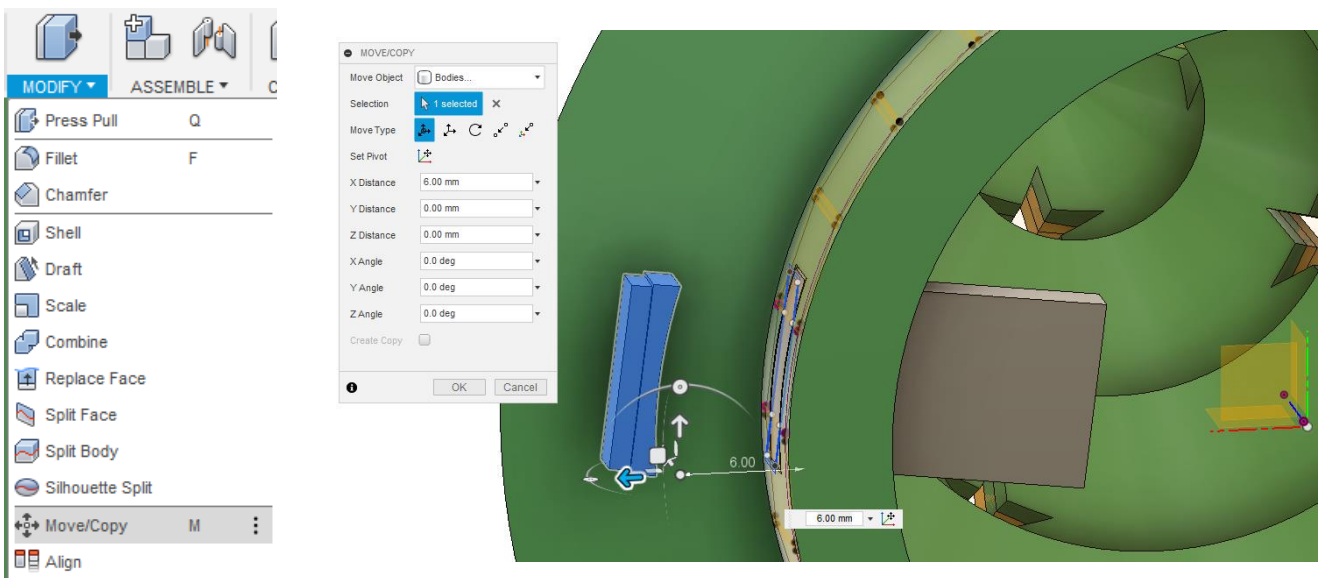 MODIFY ▾ ASSEMBLE ▾ C
Press Pull Q
Fillet F
Chamfer
Shell
Draft
Scale
Combine
Replace Face
Split Face
Split Body
Silhouette Split
Move/Copy M
Align
MOVE/COPY
Move Object Bodies...
Selection 1 selected
Move Type
Set Pivot
X Distance 6.00 mm
Y Distance 0.00 mm
Z Distance 0.00 mm
X Angle 0.0 deg
Y Angle 0.0 deg
Z Angle 0.0 deg
Create Copy
OK Cancel
6.00
6.00 mm